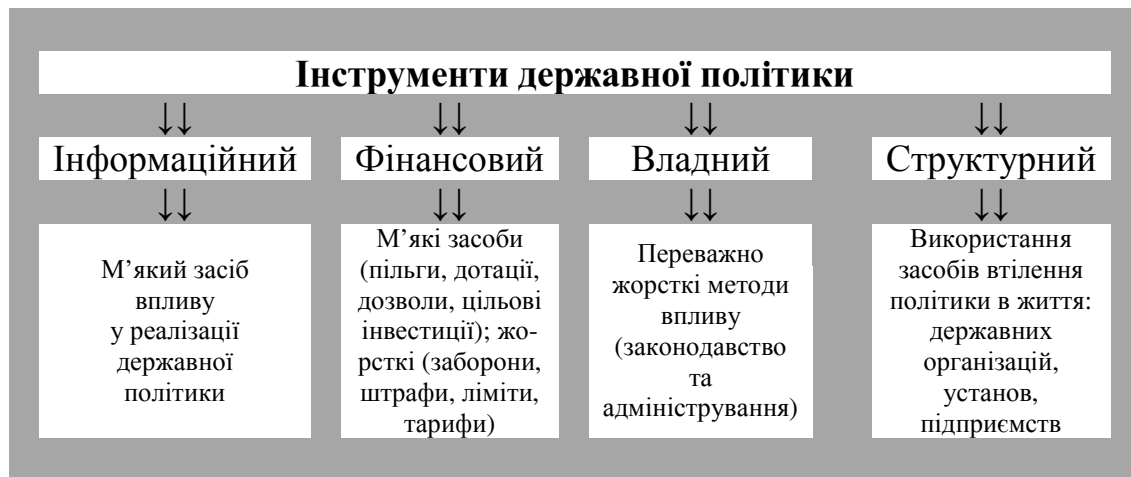 Інструменти державної політики
↓↓ ↓↓ ↓↓ ↓↓
Інформаційний
Фінансовий
Владний
Структурний
↓↓ ↓↓ ↓↓ ↓↓
М’який засіб
впливу
у реалізації
державної
політики
М’які засоби
(пільги, дотації,
дозволи, цільові
інвестиції); жо-
рсткі (заборони,
штрафи, ліміти,
тарифи)
Переважно
жорсткі методи
впливу
(законодавство
та
адміністрування)
Використання
засобів втілення
політики в життя:
державних
організацій,
установ,
підприємств